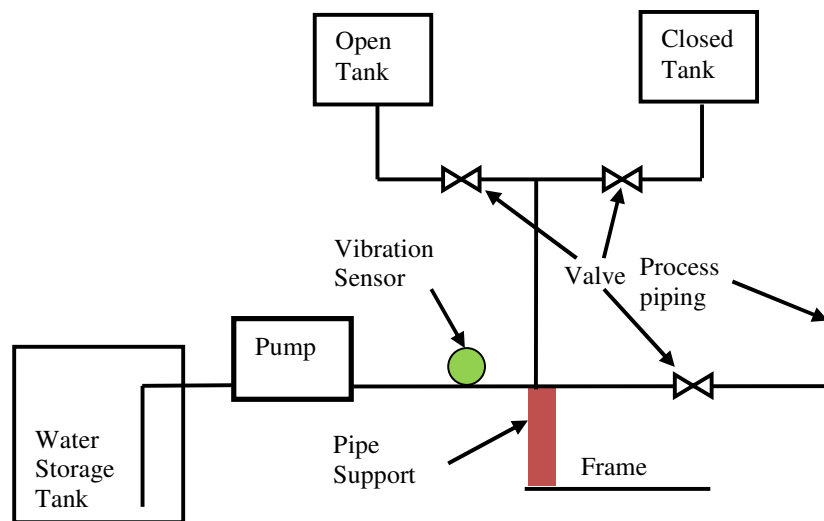 Open
Tank
Closed
Tank
Vibration
Sensor
Valve
Process
piping
Pump
Water
Storage
Tank
Pipe
Support
Frame